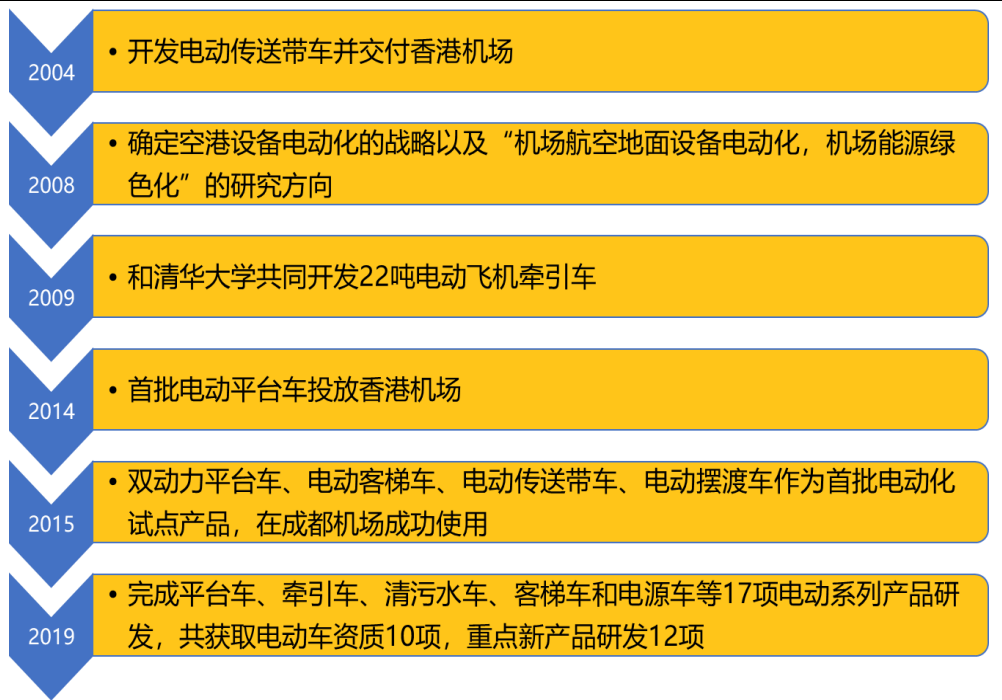 2004
• 开发电动传送带车并交付香港机场
2008
• 确定空港设备电动化的战略以及“机场航空地面设备电动化，机场能源绿
色化”的研究方向
2009
• 和清华大学共同开发22吨电动飞机牵引车
2014
• 首批电动平台车投放香港机场
2015
• 双动力平台车、电动客梯车、电动传送带车、电动摆渡车作为首批电动化
试点产品，在成都机场成功使用
2019
• 完成平台车、牵引车、清污水车、客梯车和电源车等17项电动系列产品研
发，共获取电动车资质10项，重点新产品研发12项